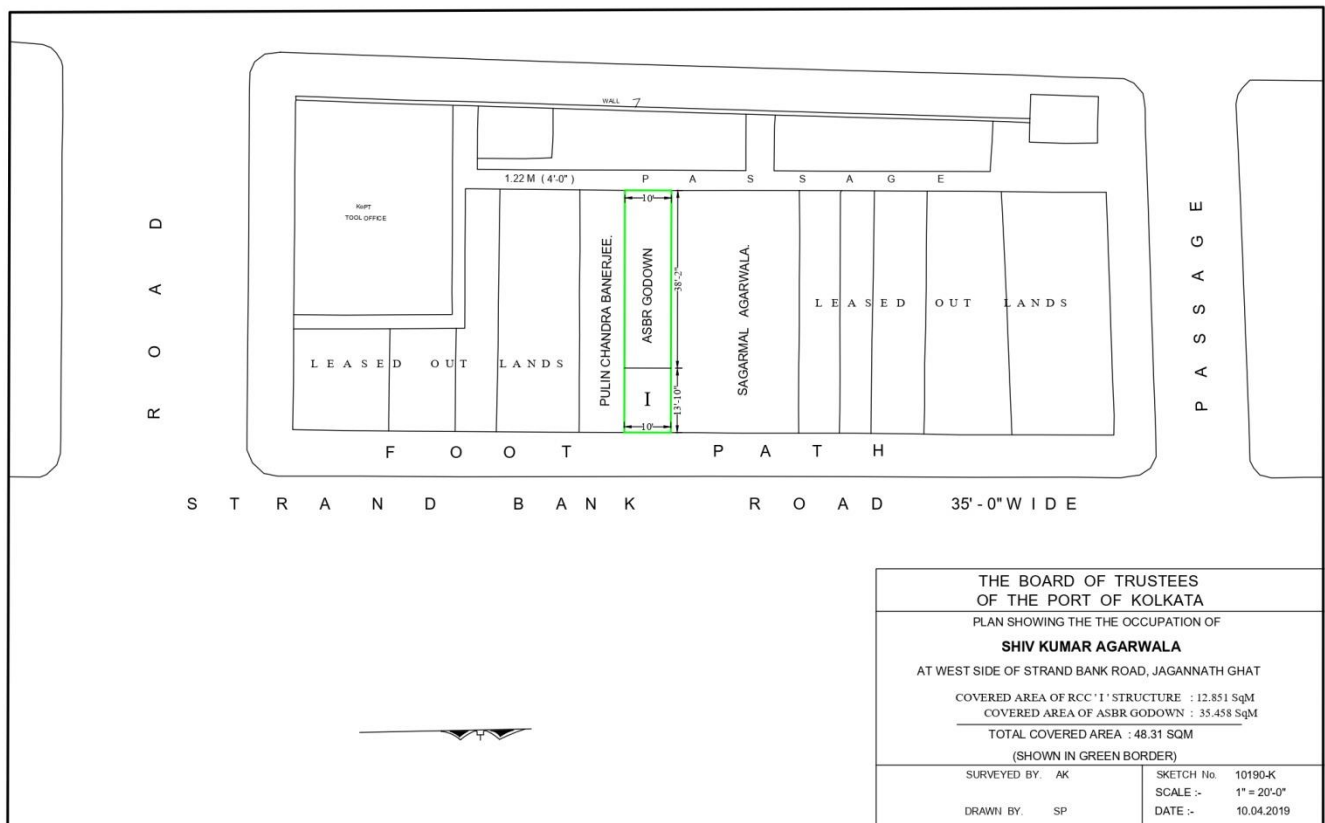 WALL
1.22 M ( 4'-0" )
P A S S A G E
KoPT
TOOL OFFICE
10'
38'-2"
PULIN CHANDRA BANERJEE.
ASBR GODOWN
SAGARMAL AGARWALA.
L E A S E D OUT LANDS
L E A S E D OUT LANDS
I
13'-10"
10'
R O A D
P A S S A G E
F O O T P A T H
S T R A N D B A N K R O A D 35' - 0" W I D E
THE BOARD OF TRUSTEES
OF THE PORT OF KOLKATA
PLAN SHOWING THE THE OCCUPATION OF
SHIV KUMAR AGARWALA
AT WEST SIDE OF STRAND BANK ROAD, JAGANNATH GHAT
COVERED AREA OF RCC ' I ' STRUCTURE : 12.851 SqM
COVERED AREA OF ASBR GODOWN : 35.458 SqM
TOTAL COVERED AREA : 48.31 SQM
(SHOWN IN GREEN BORDER)
SURVEYED BY. AK
DRAWN BY. SP
SKETCH No. 10190-K
SCALE :- 1" = 20'-0"
DATE :- 10.04.2019